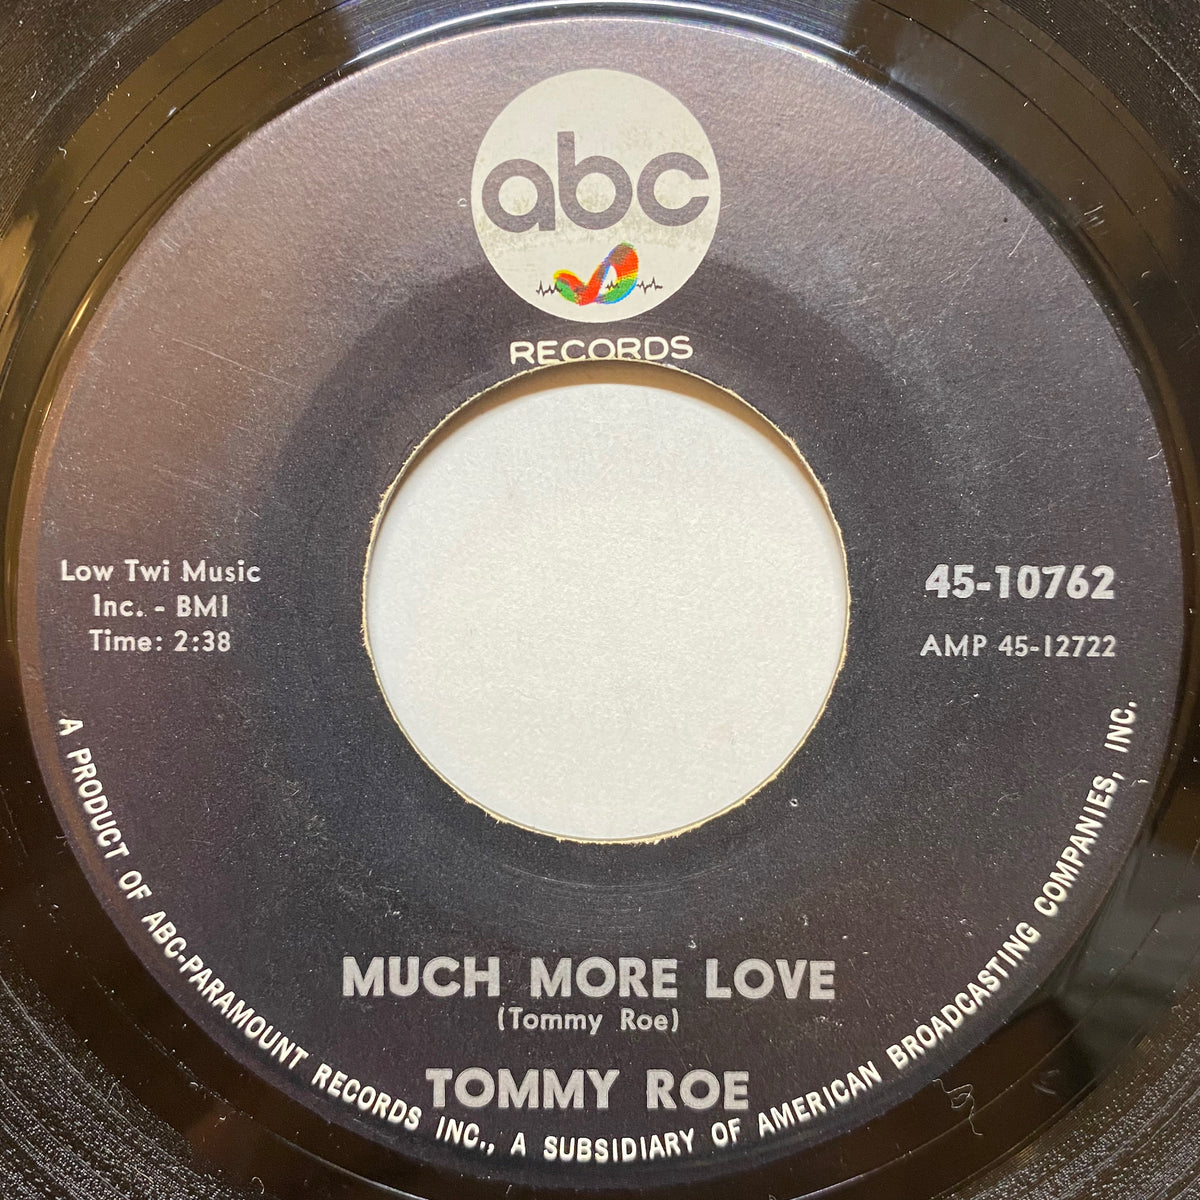 abc
RECORDS
Low Twi Music
Inc. - BMI
Time: 2:38
45-10762
AMP 45-12722
MUCH MORE LOVE
(Tommy Roe)
TOMMY ROE
A PRODUCT OF ABC-PARAMOUNT RECORDS INC., A SUBSIDIARY OF AMERICAN BROADCASTING COMPANIES, INC.